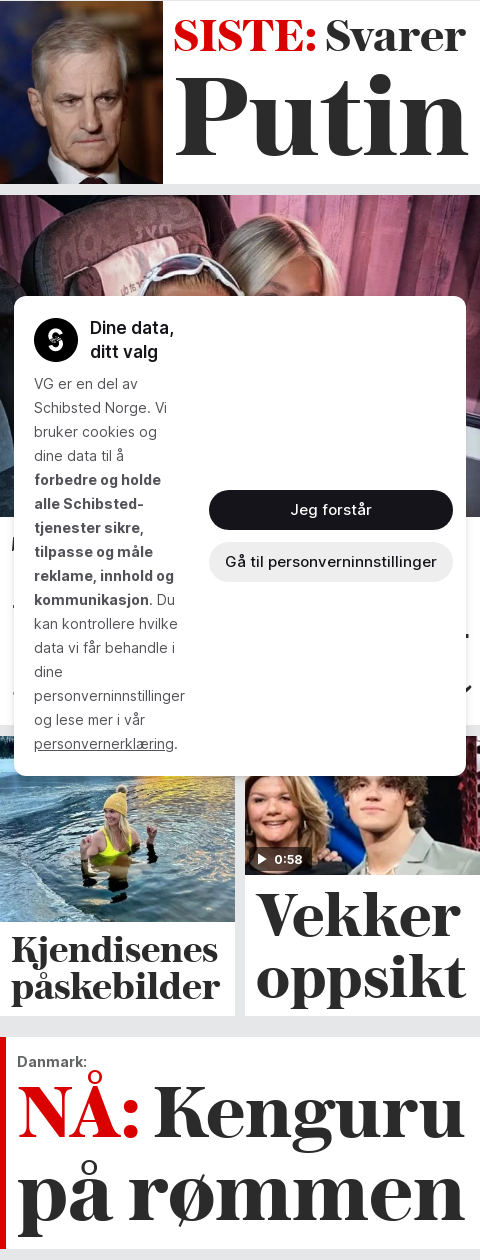 SISTE: Svarer
Putin
Dine data,
ditt valg
VG er en del av
Schibsted Norge. Vi
bruker cookies og
dine data til å
forbedre og holde
alle Schibsted-
tjenester sikre,
tilpasse og måle
reklame, innhold og
kommunikasjon. Du
kan kontrollere hvilke
data vi får behandle i
dine
personverninnstillinger
og lese mer i vår
personvernerklæring.
Jeg forstår
Gå til personverninnstillinger
0:58
Kjendisenes
påskebilder
Vekker
oppsikt
Danmark:
NÅ: Kenguru
på rømmen